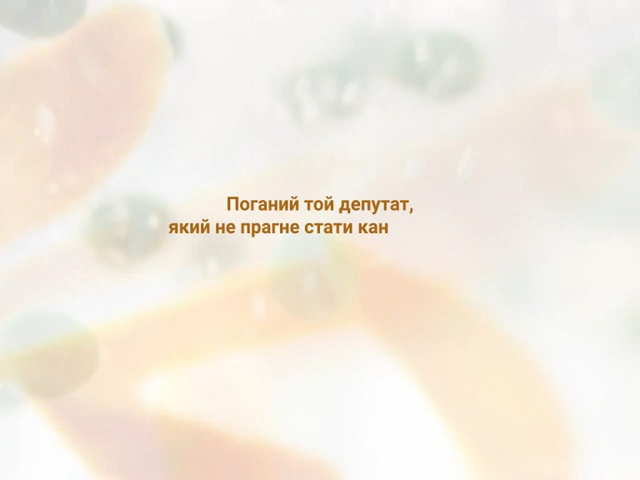 Поганий той депутат,
який не прагне стати кан